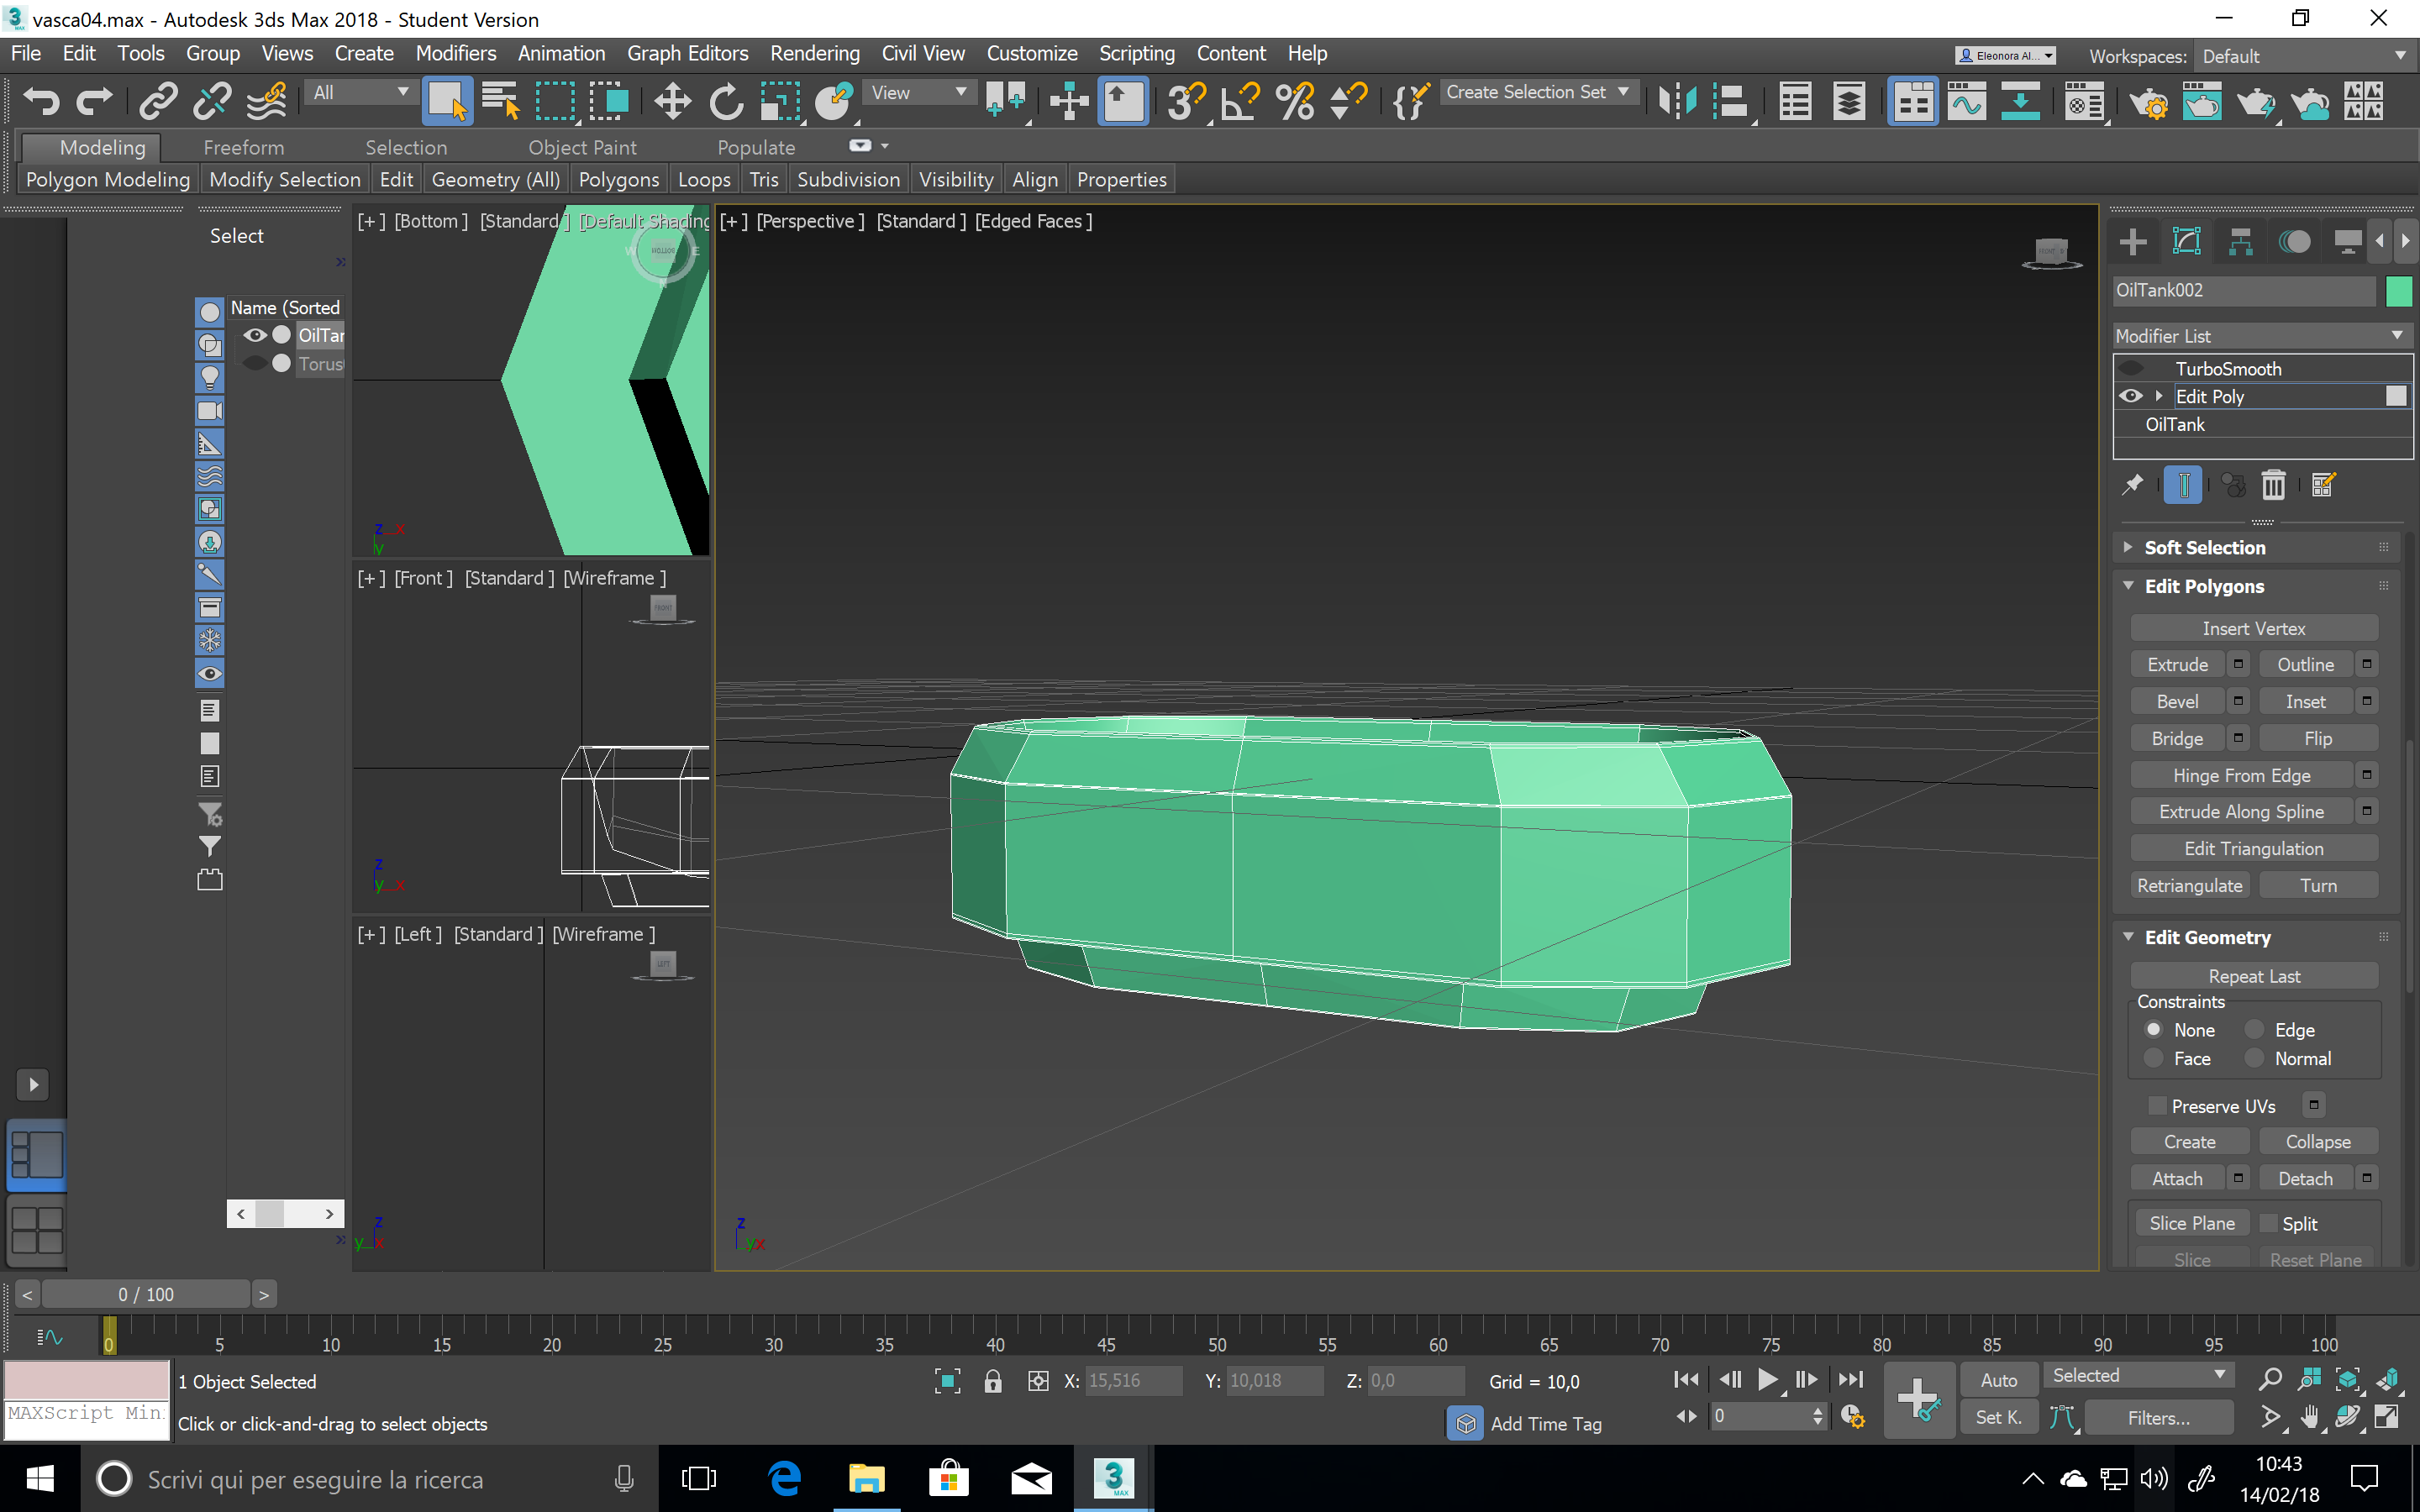 vasca04.max - Autodesk 3ds Max 2018 - Student Version
File Edit Tools Group Views Create Modifiers Animation Graph Editors Rendering Civil View Customize Scripting Content Help
Eleonora Al... Workspaces: Default
All View Create Selection Set
Modeling Freeform Selection Object Paint Populate
Polygon Modeling Modify Selection Edit Geometry (All) Polygons Loops Tris Subdivision Visibility Align Properties
Select
Name (Sorted
OilTan
Torus
[+] [Bottom] [Standard] [Default Shading
BOTTOM
W E
[+] [Front] [Standard] [Wireframe]
FRONT
[+] [Left] [Standard] [Wireframe]
LEFT
[+] [Perspective] [Standard] [Edged Faces]
FRONT
z x y
z y x
z y x
z y x
OilTank002
Modifier List
TurboSmooth
Edit Poly
OilTank
Soft Selection
Edit Polygons
Insert Vertex
Extrude Outline
Bevel Inset
Bridge Flip
Hinge From Edge
Extrude Along Spline
Edit Triangulation
Retriangulate Turn
Edit Geometry
Repeat Last
Constraints
None Edge
Face Normal
Preserve UVs
Create Collapse
Attach Detach
Slice Plane Split
Slice Reset Plane
< 0 / 100 >
0 5 10 15 20 25 30 35 40 45 50 55 60 65 70 75 80 85 90 95 100
1 Object Selected
X: 15,516 Y: 10,018 Z: 0,0 Grid = 10,0
Auto Selected
MAXScript Min
Click or click-and-drag to select objects
Add Time Tag
0
Set K. Filters...
Scrivi qui per eseguire la ricerca
10:43
14/02/18